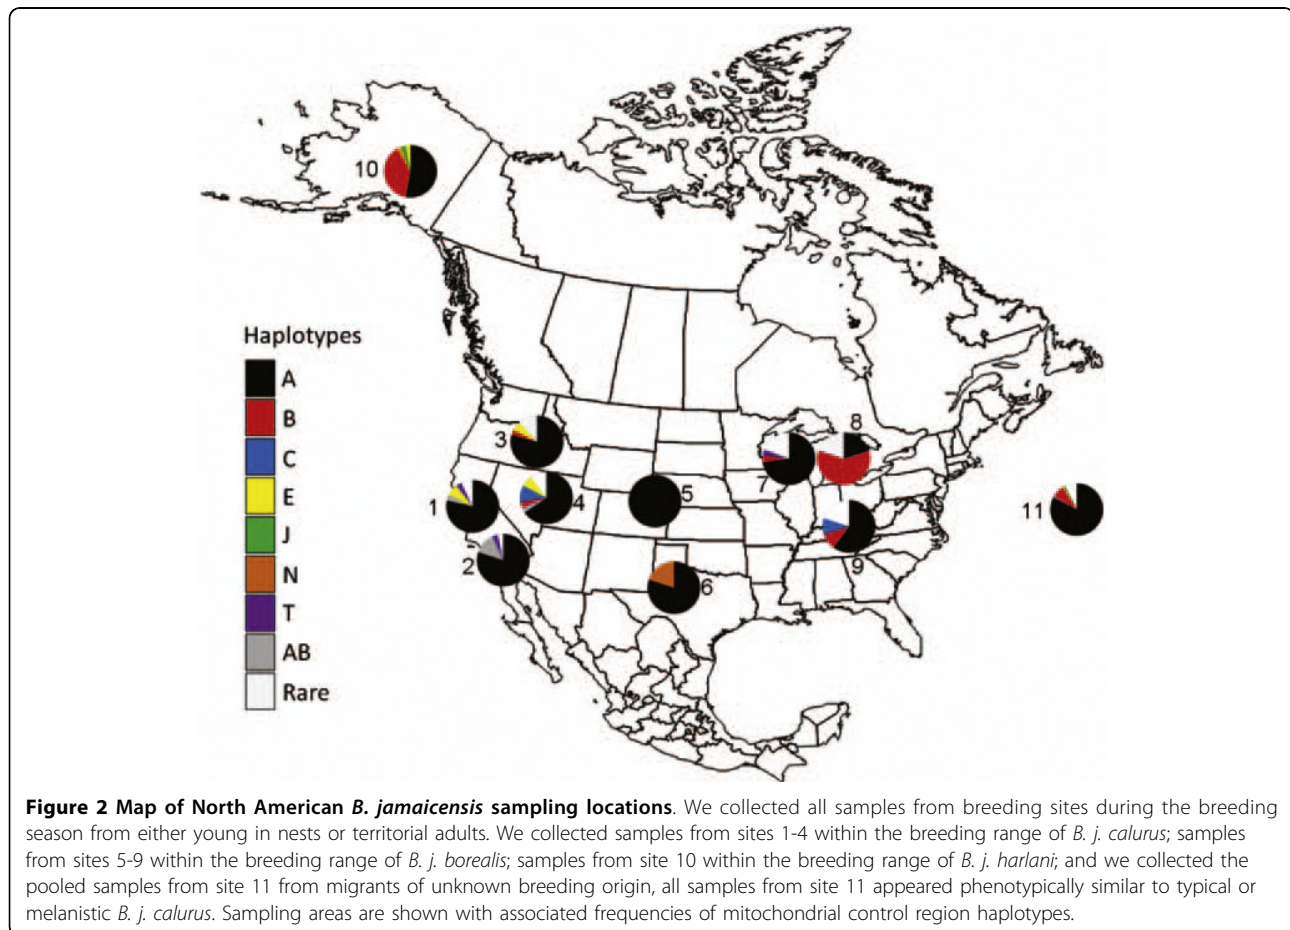 10
Haplotypes
A
B
C
E
J
N
T
AB
Rare
3
8
7
1
4
5
11
2
6
9
Figure 2 Map of North American B. jamaicensis sampling locations. We collected all samples from breeding sites during the breeding
season from either young in nests or territorial adults. We collected samples from sites 1-4 within the breeding range of B. j. calurus; samples
from sites 5-9 within the breeding range of B. j. borealis; samples from site 10 within the breeding range of B. j. harlani; and we collected the
pooled samples from site 11 from migrants of unknown breeding origin, all samples from site 11 appeared phenotypically similar to typical or
melanistic B. j. calurus. Sampling areas are shown with associated frequencies of mitochondrial control region haplotypes.